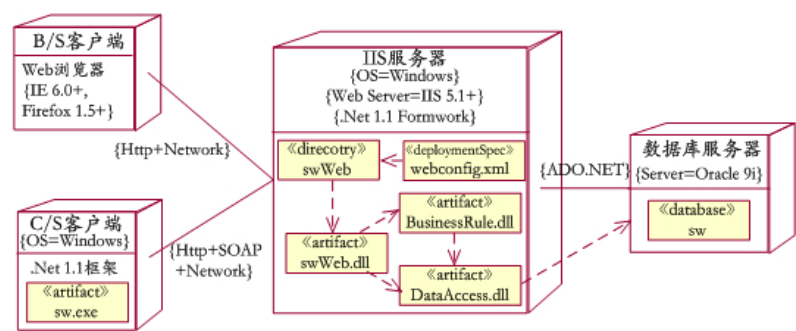 B/S客户端
Web浏览器
{IE 6.0+,
Firefox 1.5+}
{Http+Network}
C/S客户端
{OS=Windows}
.Net 1.1框架
«artifact»
sw.exe
{Http+SOAP
+Network}
IIS服务器
{OS=Windows}
{Web Server=IIS 5.1+}
{.Net 1.1 Formwork}
«direcotry»
swWeb
«deploymentSpec»
webconfig.xml
«artifact»
BusinessRule.dll
«artifact»
swWeb.dll
«artifact»
DataAccess.dll
{ADO.NET}
数据库服务器
{Server=Oracle 9i}
«database»
sw